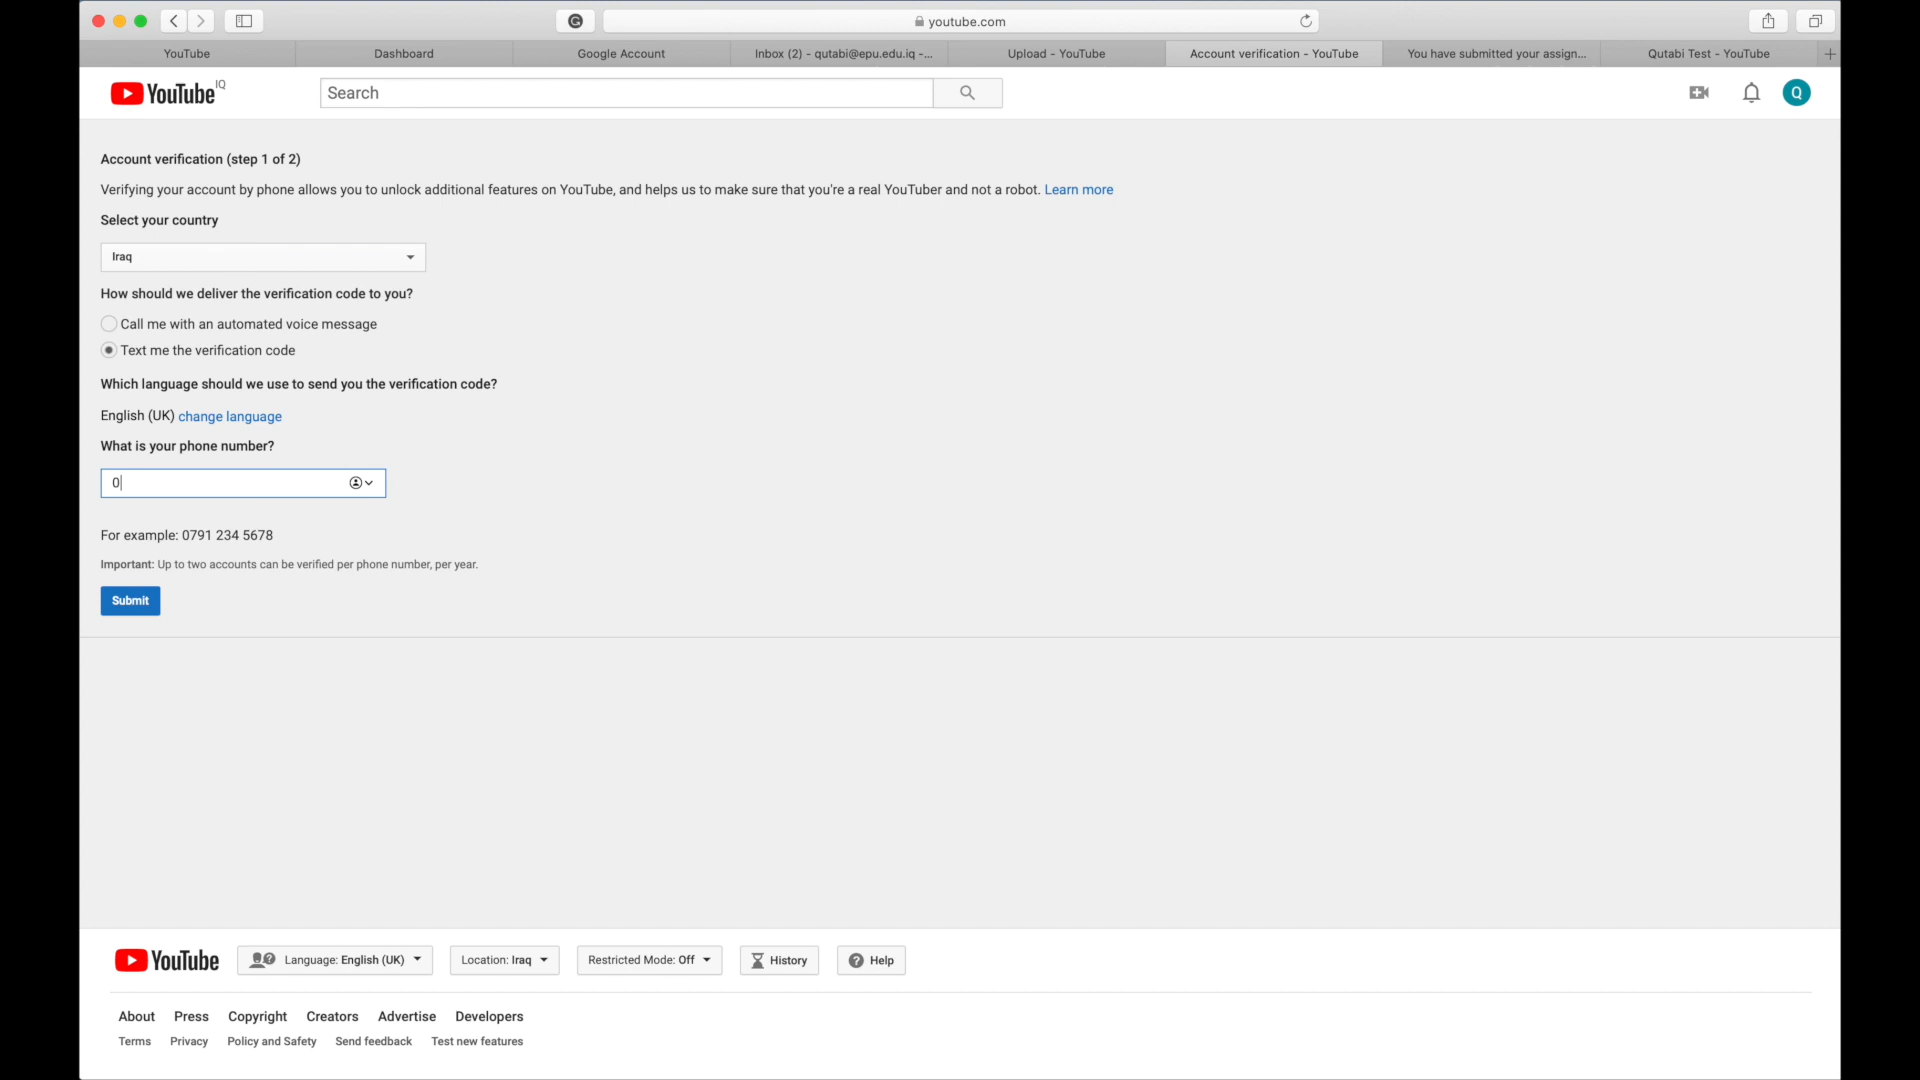 youtube.com
YouTube
Dashboard
Google Account
Inbox (2) - qutabi@epu.edu.iq -...
Upload - YouTube
Account verification - YouTube
You have submitted your assign...
Qutabi Test - YouTube
YouTube IQ
Search
Q
Account verification (step 1 of 2)
Verifying your account by phone allows you to unlock additional features on YouTube, and helps us to make sure that you're a real YouTuber and not a robot. Learn more
Select your country
Iraq
How should we deliver the verification code to you?
Call me with an automated voice message
Text me the verification code
Which language should we use to send you the verification code?
English (UK) change language
What is your phone number?
0
For example: 0791 234 5678
Important: Up to two accounts can be verified per phone number, per year.
Submit
YouTube
Language: English (UK)
Location: Iraq
Restricted Mode: Off
History
Help
About Press Copyright Creators Advertise Developers
Terms Privacy Policy and Safety Send feedback Test new features